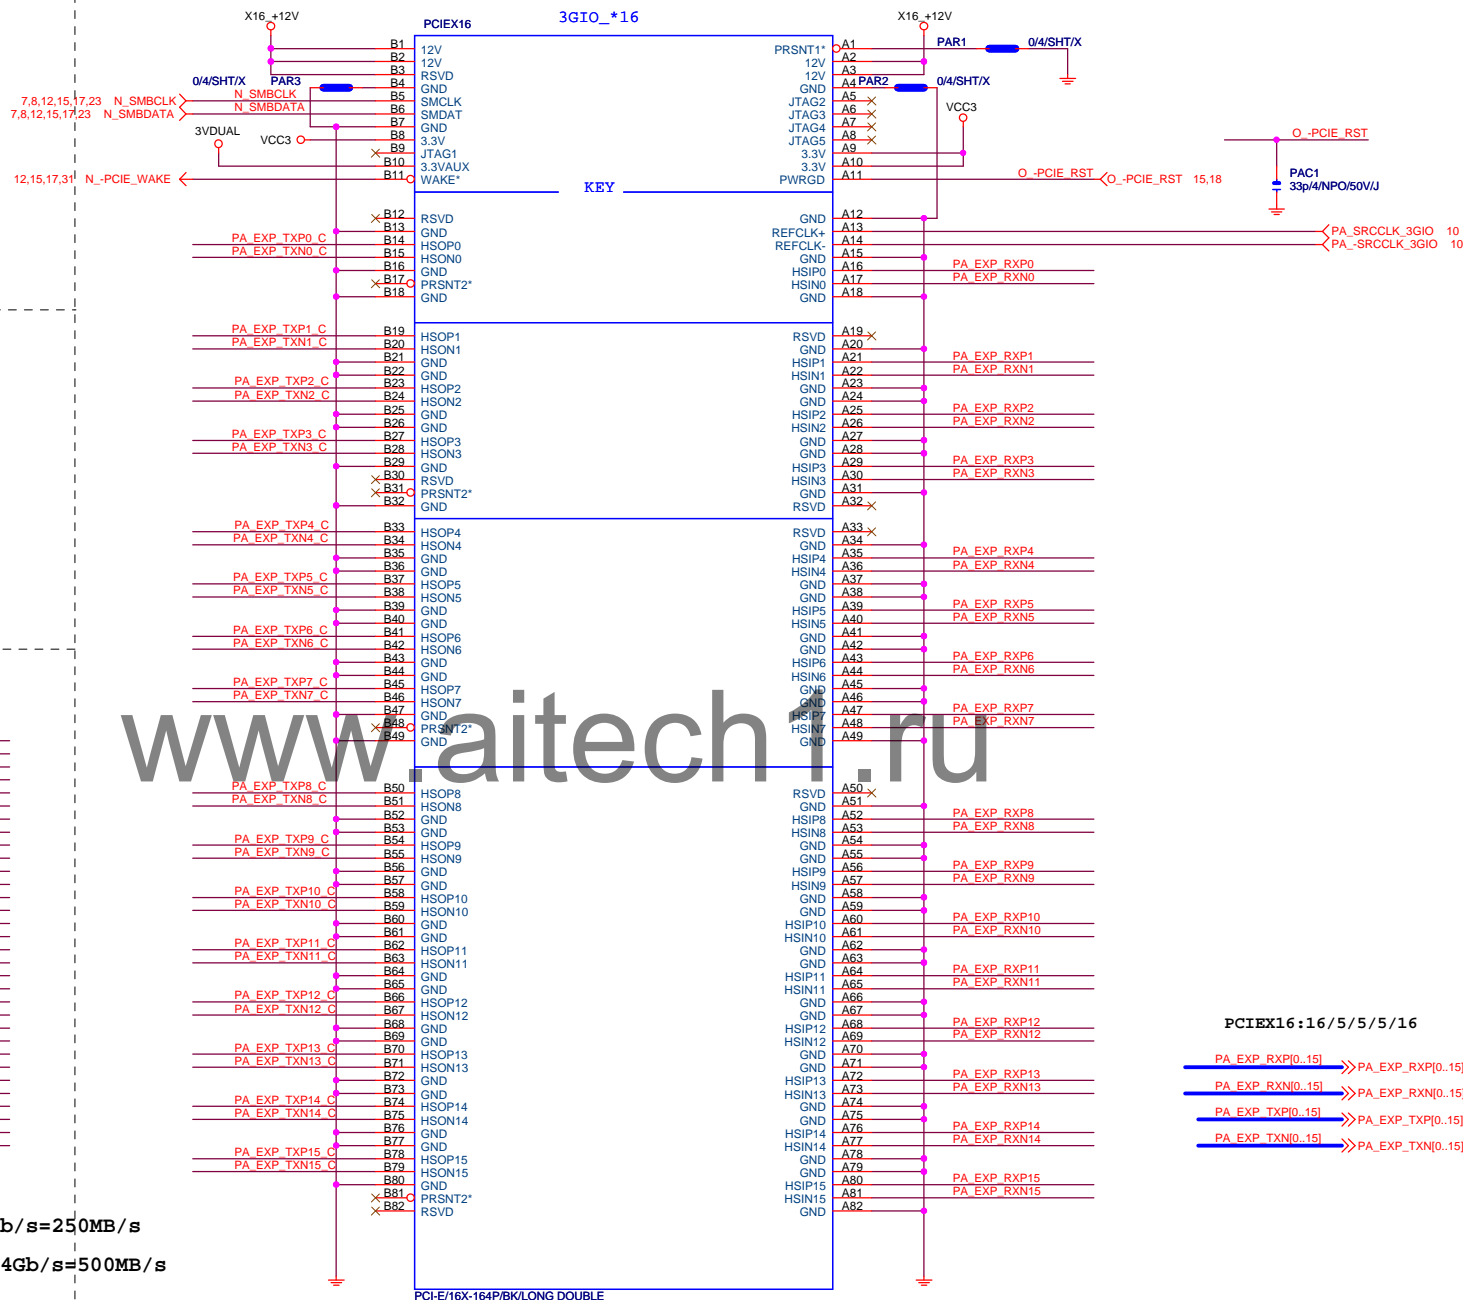 X16_+12V PCIEX16 3GIO_*16 X16_+12V
B1 12V PRSNT1* A1 PAR1 0/4/SHT/X
B2 12V 12V A2
B3 RSVD 12V A3
0/4/SHT/X PAR3 B4 GND GND A4 PAR2 0/4/SHT/X
7,8,12,15,17,23 N_SMBCLK N_SMBCLK B5 SMCLK JTAG2 A5
7,8,12,15,17,23 N_SMBDATA N_SMBDATA B6 SMDAT JTAG3 A6 VCC3
B7 GND JTAG4 A7
3VDUAL VCC3 B8 3.3V JTAG5 A8 O_-PCIE_RST
B9 JTAG1 3.3V A9
B10 3.3VAUX 3.3V A10
12,15,17,31 N_-PCIE_WAKE B11 WAKE* PWRGD A11 O_-PCIE_RST O_-PCIE_RST 15,18
PAC1
33p/4/NPO/50V/J
KEY
B12 RSVD GND A12
B13 GND REFCLK+ A13 PA_SRCCLK_3GIO 10
PA_EXP_TXP0_C B14 HSOP0 REFCLK- A14 PA_-SRCCLK_3GIO 10
PA_EXP_TXN0_C B15 HSON0 GND A15
B16 GND HSIP0 A16 PA_EXP_RXP0
B17 PRSNT2* HSIN0 A17 PA_EXP_RXN0
B18 GND GND A18
PA_EXP_TXP1_C B19 HSOP1 RSVD A19
PA_EXP_TXN1_C B20 HSON1 GND A20
B21 GND HSIP1 A21 PA_EXP_RXP1
B22 GND HSIN1 A22 PA_EXP_RXN1
PA_EXP_TXP2_C B23 HSOP2 GND A23
PA_EXP_TXN2_C B24 HSON2 GND A24
B25 GND HSIP2 A25 PA_EXP_RXP2
B26 GND HSIN2 A26 PA_EXP_RXN2
PA_EXP_TXP3_C B27 HSOP3 GND A27
PA_EXP_TXN3_C B28 HSON3 GND A28
B29 GND HSIP3 A29 PA_EXP_RXP3
B30 RSVD HSIN3 A30 PA_EXP_RXN3
B31 PRSNT2* GND A31
B32 GND RSVD A32
PA_EXP_TXP4_C B33 HSOP4 RSVD A33
PA_EXP_TXN4_C B34 HSON4 GND A34
B35 GND HSIP4 A35 PA_EXP_RXP4
B36 GND HSIN4 A36 PA_EXP_RXN4
PA_EXP_TXP5_C B37 HSOP5 GND A37
PA_EXP_TXN5_C B38 HSON5 GND A38
B39 GND HSIP5 A39 PA_EXP_RXP5
B40 GND HSIN5 A40 PA_EXP_RXN5
PA_EXP_TXP6_C B41 HSOP6 GND A41
PA_EXP_TXN6_C B42 HSON6 GND A42
B43 GND HSIP6 A43 PA_EXP_RXP6
B44 GND HSIN6 A44 PA_EXP_RXN6
PA_EXP_TXP7_C B45 HSOP7 GND A45
PA_EXP_TXN7_C B46 HSON7 GND A46
B47 GND HSIP7 A47 PA_EXP_RXP7
B48 PRSNT2* HSIN7 A48 PA_EXP_RXN7
B49 GND GND A49
www.aitech1.ru
PA_EXP_TXP8_C B50 HSOP8 RSVD A50
PA_EXP_TXN8_C B51 HSON8 GND A51
B52 GND HSIP8 A52 PA_EXP_RXP8
B53 GND HSIN8 A53 PA_EXP_RXN8
PA_EXP_TXP9_C B54 HSOP9 GND A54
PA_EXP_TXN9_C B55 HSON9 GND A55
B56 GND HSIP9 A56 PA_EXP_RXP9
B57 GND HSIN9 A57 PA_EXP_RXN9
PA_EXP_TXP10_C B58 HSOP10 GND A58
PA_EXP_TXN10_C B59 HSON10 GND A59
B60 GND HSIP10 A60 PA_EXP_RXP10
B61 GND HSIN10 A61 PA_EXP_RXN10
PA_EXP_TXP11_C B62 HSOP11 GND A62
PA_EXP_TXN11_C B63 HSON11 GND A63
B64 GND HSIP11 A64 PA_EXP_RXP11
B65 GND HSIN11 A65 PA_EXP_RXN11
PA_EXP_TXP12_C B66 HSOP12 GND A66
PA_EXP_TXN12_C B67 HSON12 GND A67
B68 GND HSIP12 A68 PA_EXP_RXP12
B69 GND HSIN12 A69 PA_EXP_RXN12
PA_EXP_TXP13_C B70 HSOP13 GND A70
PA_EXP_TXN13_C B71 HSON13 GND A71
B72 GND HSIP13 A72 PA_EXP_RXP13
B73 GND HSIN13 A73 PA_EXP_RXN13
PA_EXP_TXP14_C B74 HSOP14 GND A74
PA_EXP_TXN14_C B75 HSON14 GND A75
B76 GND HSIP14 A76 PA_EXP_RXP14
B77 GND HSIN14 A77 PA_EXP_RXN14
PA_EXP_TXP15_C B78 HSOP15 GND A78
PA_EXP_TXN15_C B79 HSON15 GND A79
B80 GND HSIP15 A80 PA_EXP_RXP15
B81 PRSNT2* HSIN15 A81 PA_EXP_RXN15
B82 RSVD GND A82
PCIEX16:16/5/5/5/16
PA_EXP_RXP[0..15] PA_EXP_RXP[0..15]
PA_EXP_RXN[0..15] PA_EXP_RXN[0..15]
PA_EXP_TXP[0..15] PA_EXP_TXP[0..15]
PA_EXP_TXN[0..15] PA_EXP_TXN[0..15]
b/s=250MB/s
4Gb/s=500MB/s
PCI-E/16X-164P/BK/LONG DOUBLE